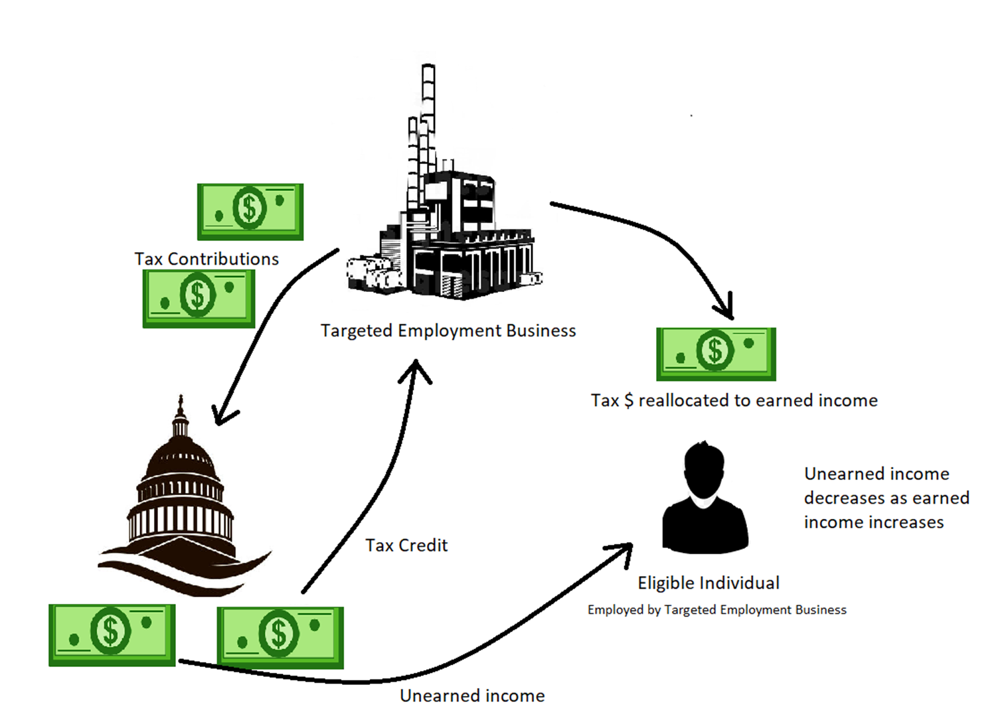 Tax Contributions
Targeted Employment Business
Tax $ reallocated to earned income
Unearned income
decreases as earned
income increases
Tax Credit
Eligible Individual
Employed by Targeted Employment Business
Unearned income